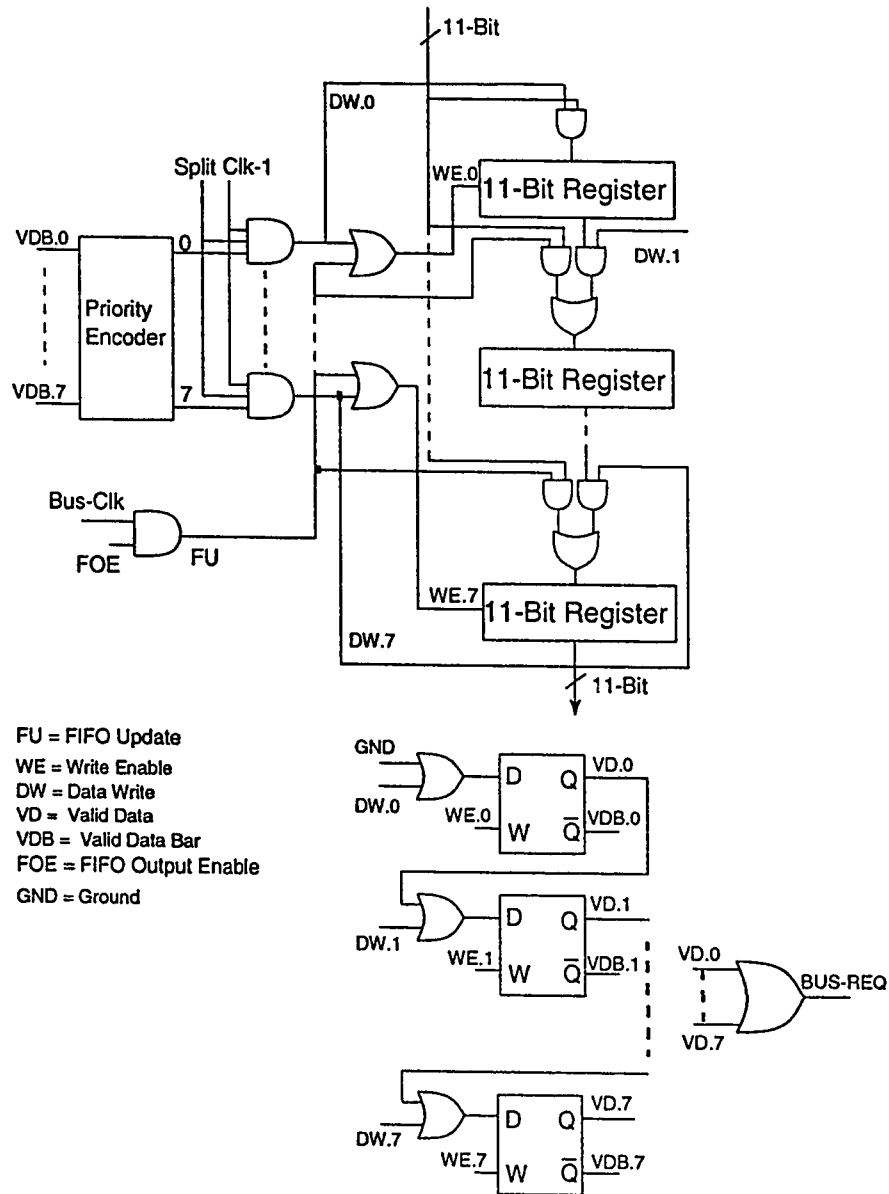 11-Bit
DW.0
Split Clk-1
WE.0
11-Bit Register
VDB.0
0
DW.1
Priority
Encoder
11-Bit Register
VDB.7
7
Bus-Clk
FOE
FU
WE.7
11-Bit Register
DW.7
11-Bit
FU = FIFO Update
WE = Write Enable
DW = Data Write
VD = Valid Data
VDB = Valid Data Bar
FOE = FIFO Output Enable
GND = Ground
GND
DW.0
D
Q
VD.0
WE.0
W
Q̅
VDB.0
DW.1
D
Q
VD.1
WE.1
W
Q̅
VDB.1
VD.0
BUS-REQ
VD.7
DW.7
D
Q
VD.7
WE.7
W
Q̅
VDB.7